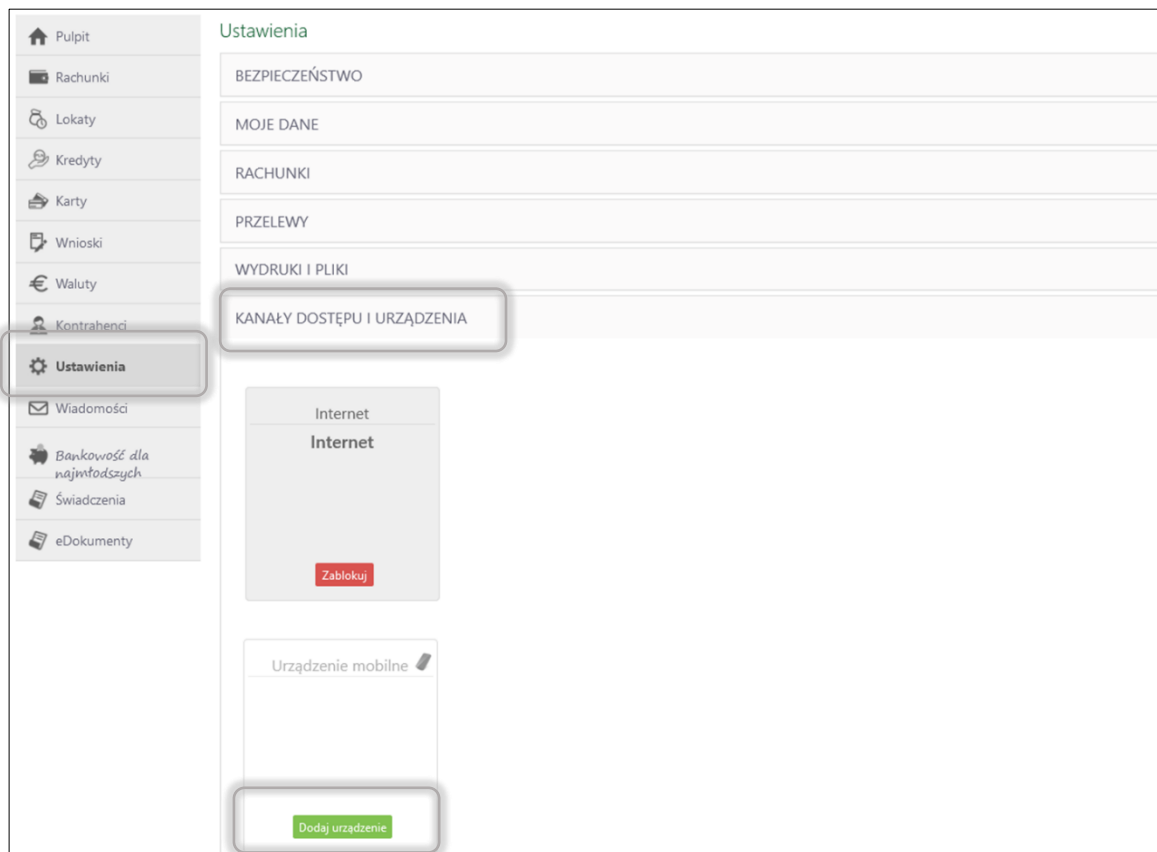 Pulpit
Rachunki
Lokaty
Kredyty
Karty
Wnioski
Waluty
Kontrahenci
Ustawienia
Wiadomości
Bankowość dla
najmłodszych
Świadczenia
eDokumenty
Ustawienia
BEZPIECZEŃSTWO
MOJE DANE
RACHUNKI
PRZELEWY
WYDRUKI I PLIKI
KANAŁY DOSTĘPU I URZĄDZENIA
Internet
Internet
Zablokuj
Urządzenie mobilne
Dodaj urządzenie